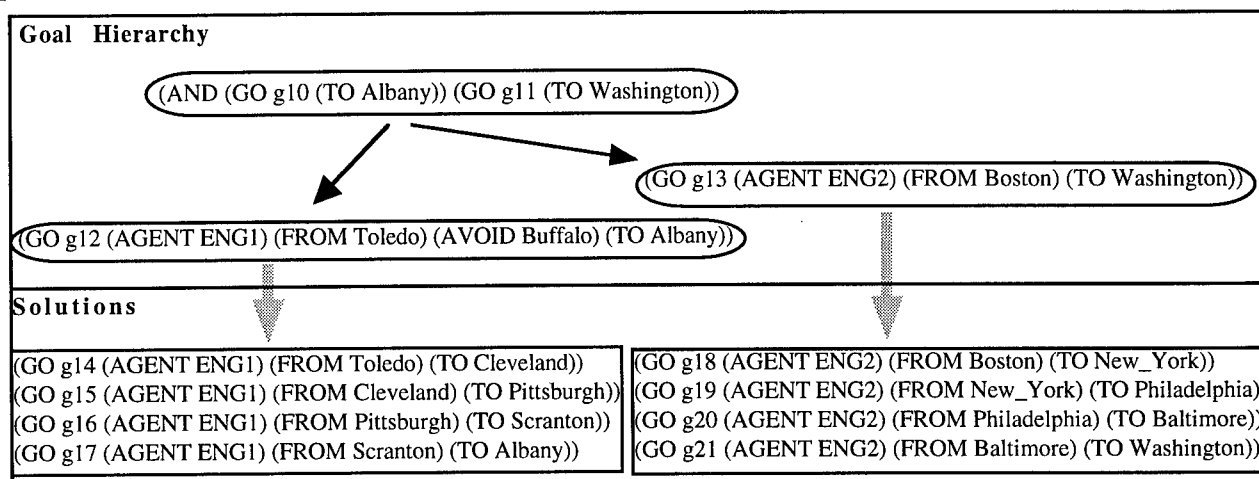 Goal Hierarchy
(AND (GO g10 (TO Albany)) (GO g11 (TO Washington))
(GO g13 (AGENT ENG2) (FROM Boston) (TO Washington))
(GO g12 (AGENT ENG1) (FROM Toledo) (AVOID Buffalo) (TO Albany))
Solutions
(GO g14 (AGENT ENG1) (FROM Toledo) (TO Cleveland))
(GO g15 (AGENT ENG1) (FROM Cleveland) (TO Pittsburgh))
(GO g16 (AGENT ENG1) (FROM Pittsburgh) (TO Scranton))
(GO g17 (AGENT ENG1) (FROM Scranton) (TO Albany))
(GO g18 (AGENT ENG2) (FROM Boston) (TO New_York))
(GO g19 (AGENT ENG2) (FROM New_York) (TO Philadelphia)
(GO g20 (AGENT ENG2) (FROM Philadelphia) (TO Baltimore))
(GO g21 (AGENT ENG2) (FROM Baltimore) (TO Washington))